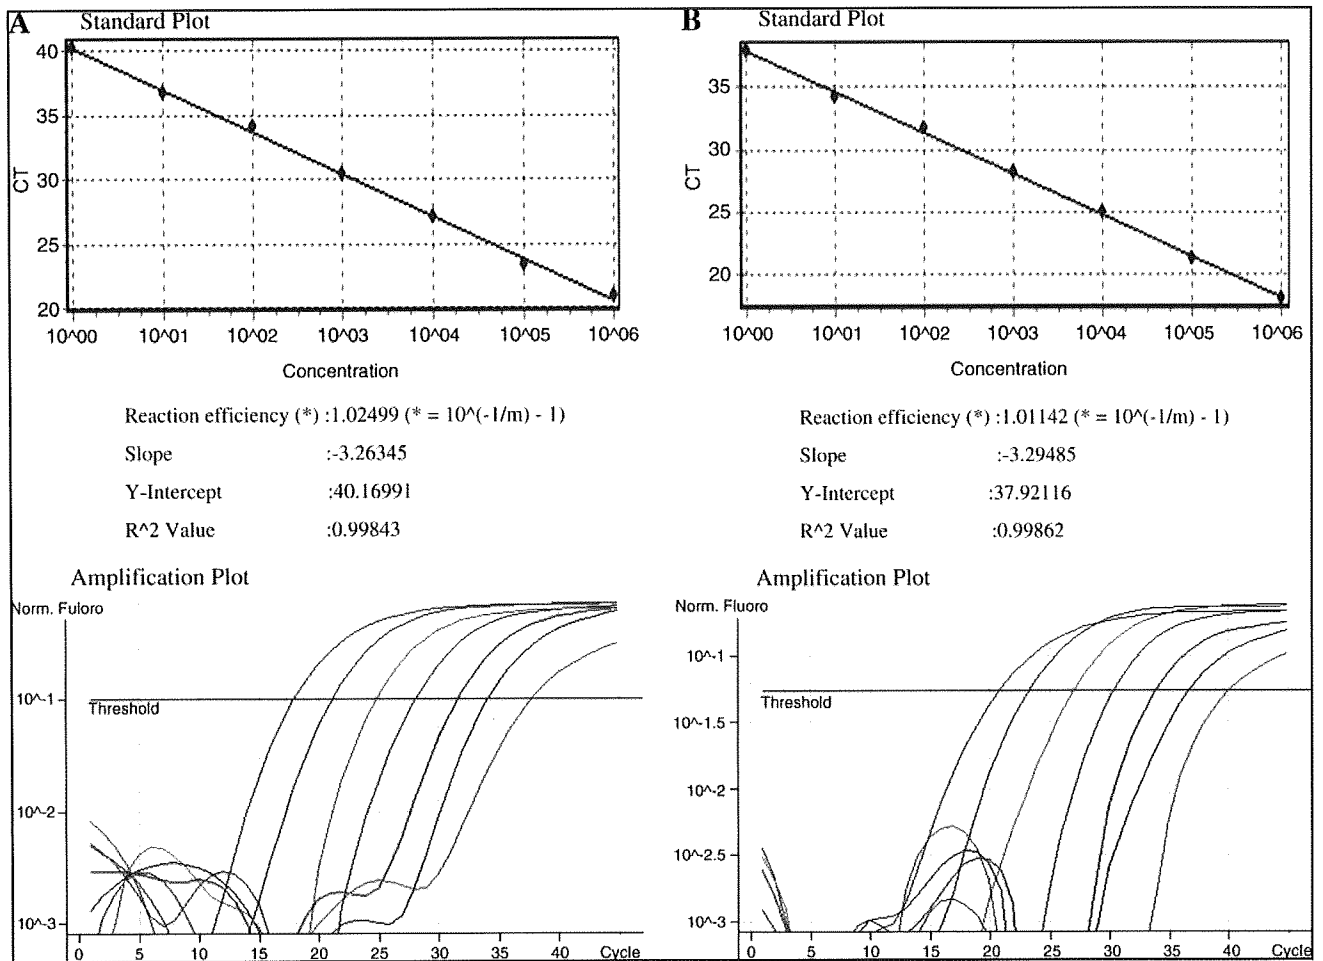 A
Standard Plot
40
35
30
25
20
CT
10^00 10^01 10^02 10^03 10^04 10^05 10^06
Concentration
Reaction efficiency (*) :1.02499 (* = 10^(-1/m) - 1)
Slope :-3.26345
Y-Intercept :40.16991
R^2 Value :0.99843
Amplification Plot
Norm. Fuloro
10^-1
Threshold
10^-2
10^-3
0 5 10 15 20 25 30 35 40 Cycle
B
Standard Plot
35
30
25
20
CT
10^00 10^01 10^02 10^03 10^04 10^05 10^06
Concentration
Reaction efficiency (*) :1.01142 (* = 10^(-1/m) - 1)
Slope :-3.29485
Y-Intercept :37.92116
R^2 Value :0.99862
Amplification Plot
Norm. Fluoro
10^-1
Threshold
10^-1.5
10^-2
10^-2.5
10^-3
0 5 10 15 20 25 30 35 40 Cycle